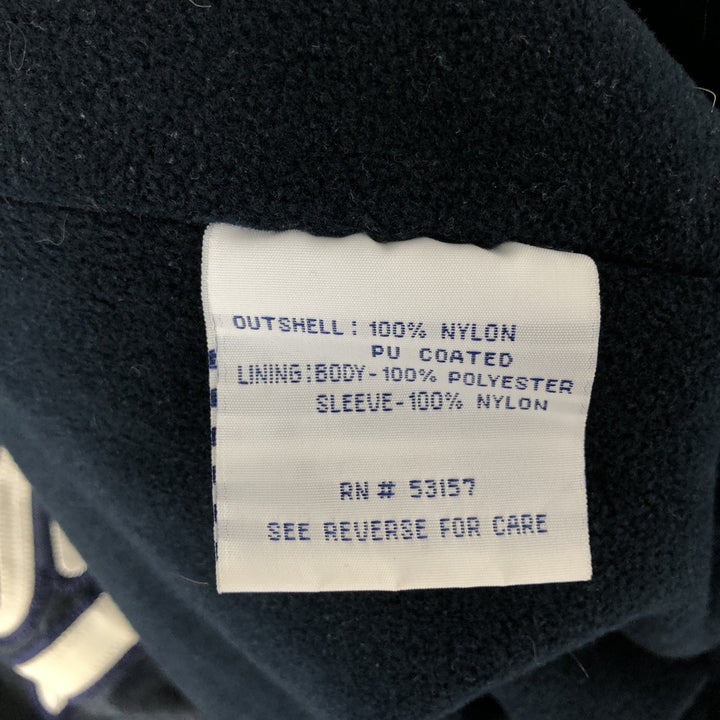 OUTSHELL: 100% NYLON
PU COATED
LINING:BODY-100% POLYESTER
SLEEVE-100% NYLON
RN # 53157
SEE REVERSE FOR CARE